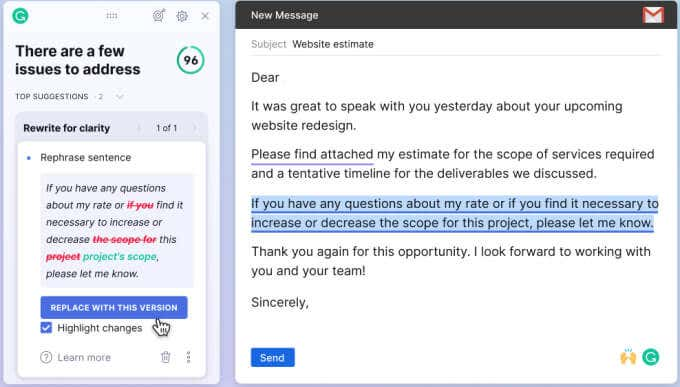 There are a few
issues to address
96
TOP SUGGESTIONS · 2
Rewrite for clarity
1 of 1
Rephrase sentence
If you have any questions
about my rate or if you find it
necessary to increase or
decrease the scope for this
project project's scope,
please let me know.
REPLACE WITH THIS VERSION
Highlight changes
Learn more
New Message
Subject Website estimate
Dear
It was great to speak with you yesterday about your upcoming
website redesign.
Please find attached my estimate for the scope of services required
and a tentative timeline for the deliverables we discussed.
If you have any questions about my rate or if you find it necessary to
increase or decrease the scope for this project, please let me know.
Thank you again for this opportunity. I look forward to working with
you and your team!
Sincerely,
Send